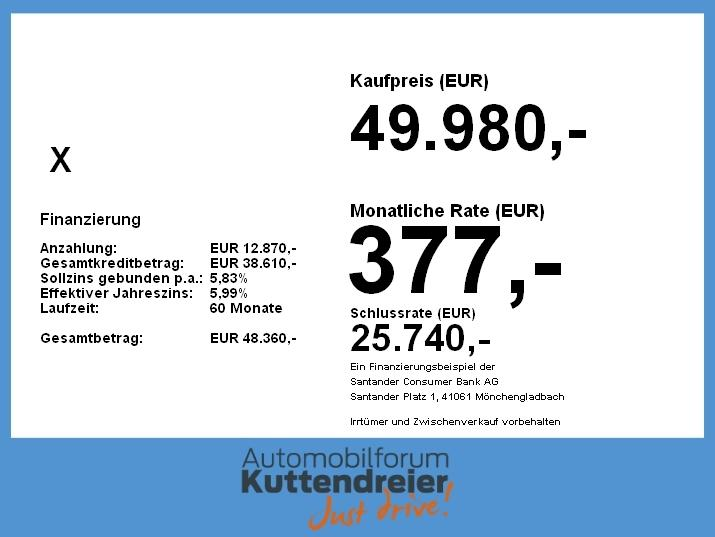 Kaufpreis (EUR)
49.980,-
X
Finanzierung
Anzahlung: EUR 12.870,-
Gesamtkreditbetrag: EUR 38.610,-
Sollzins gebunden p.a.: 5,83%
Effektiver Jahreszins: 5,99%
Laufzeit: 60 Monate
Gesamtbetrag: EUR 48.360,-
Monatliche Rate (EUR)
377,-
Schlussrate (EUR)
25.740,-
Ein Finanzierungsbeispiel der
Santander Consumer Bank AG
Santander Platz 1, 41061 Mönchengladbach
Irrtümer und Zwischenverkauf vorbehalten
Automobilforum
Kuttendreier
Just drive!